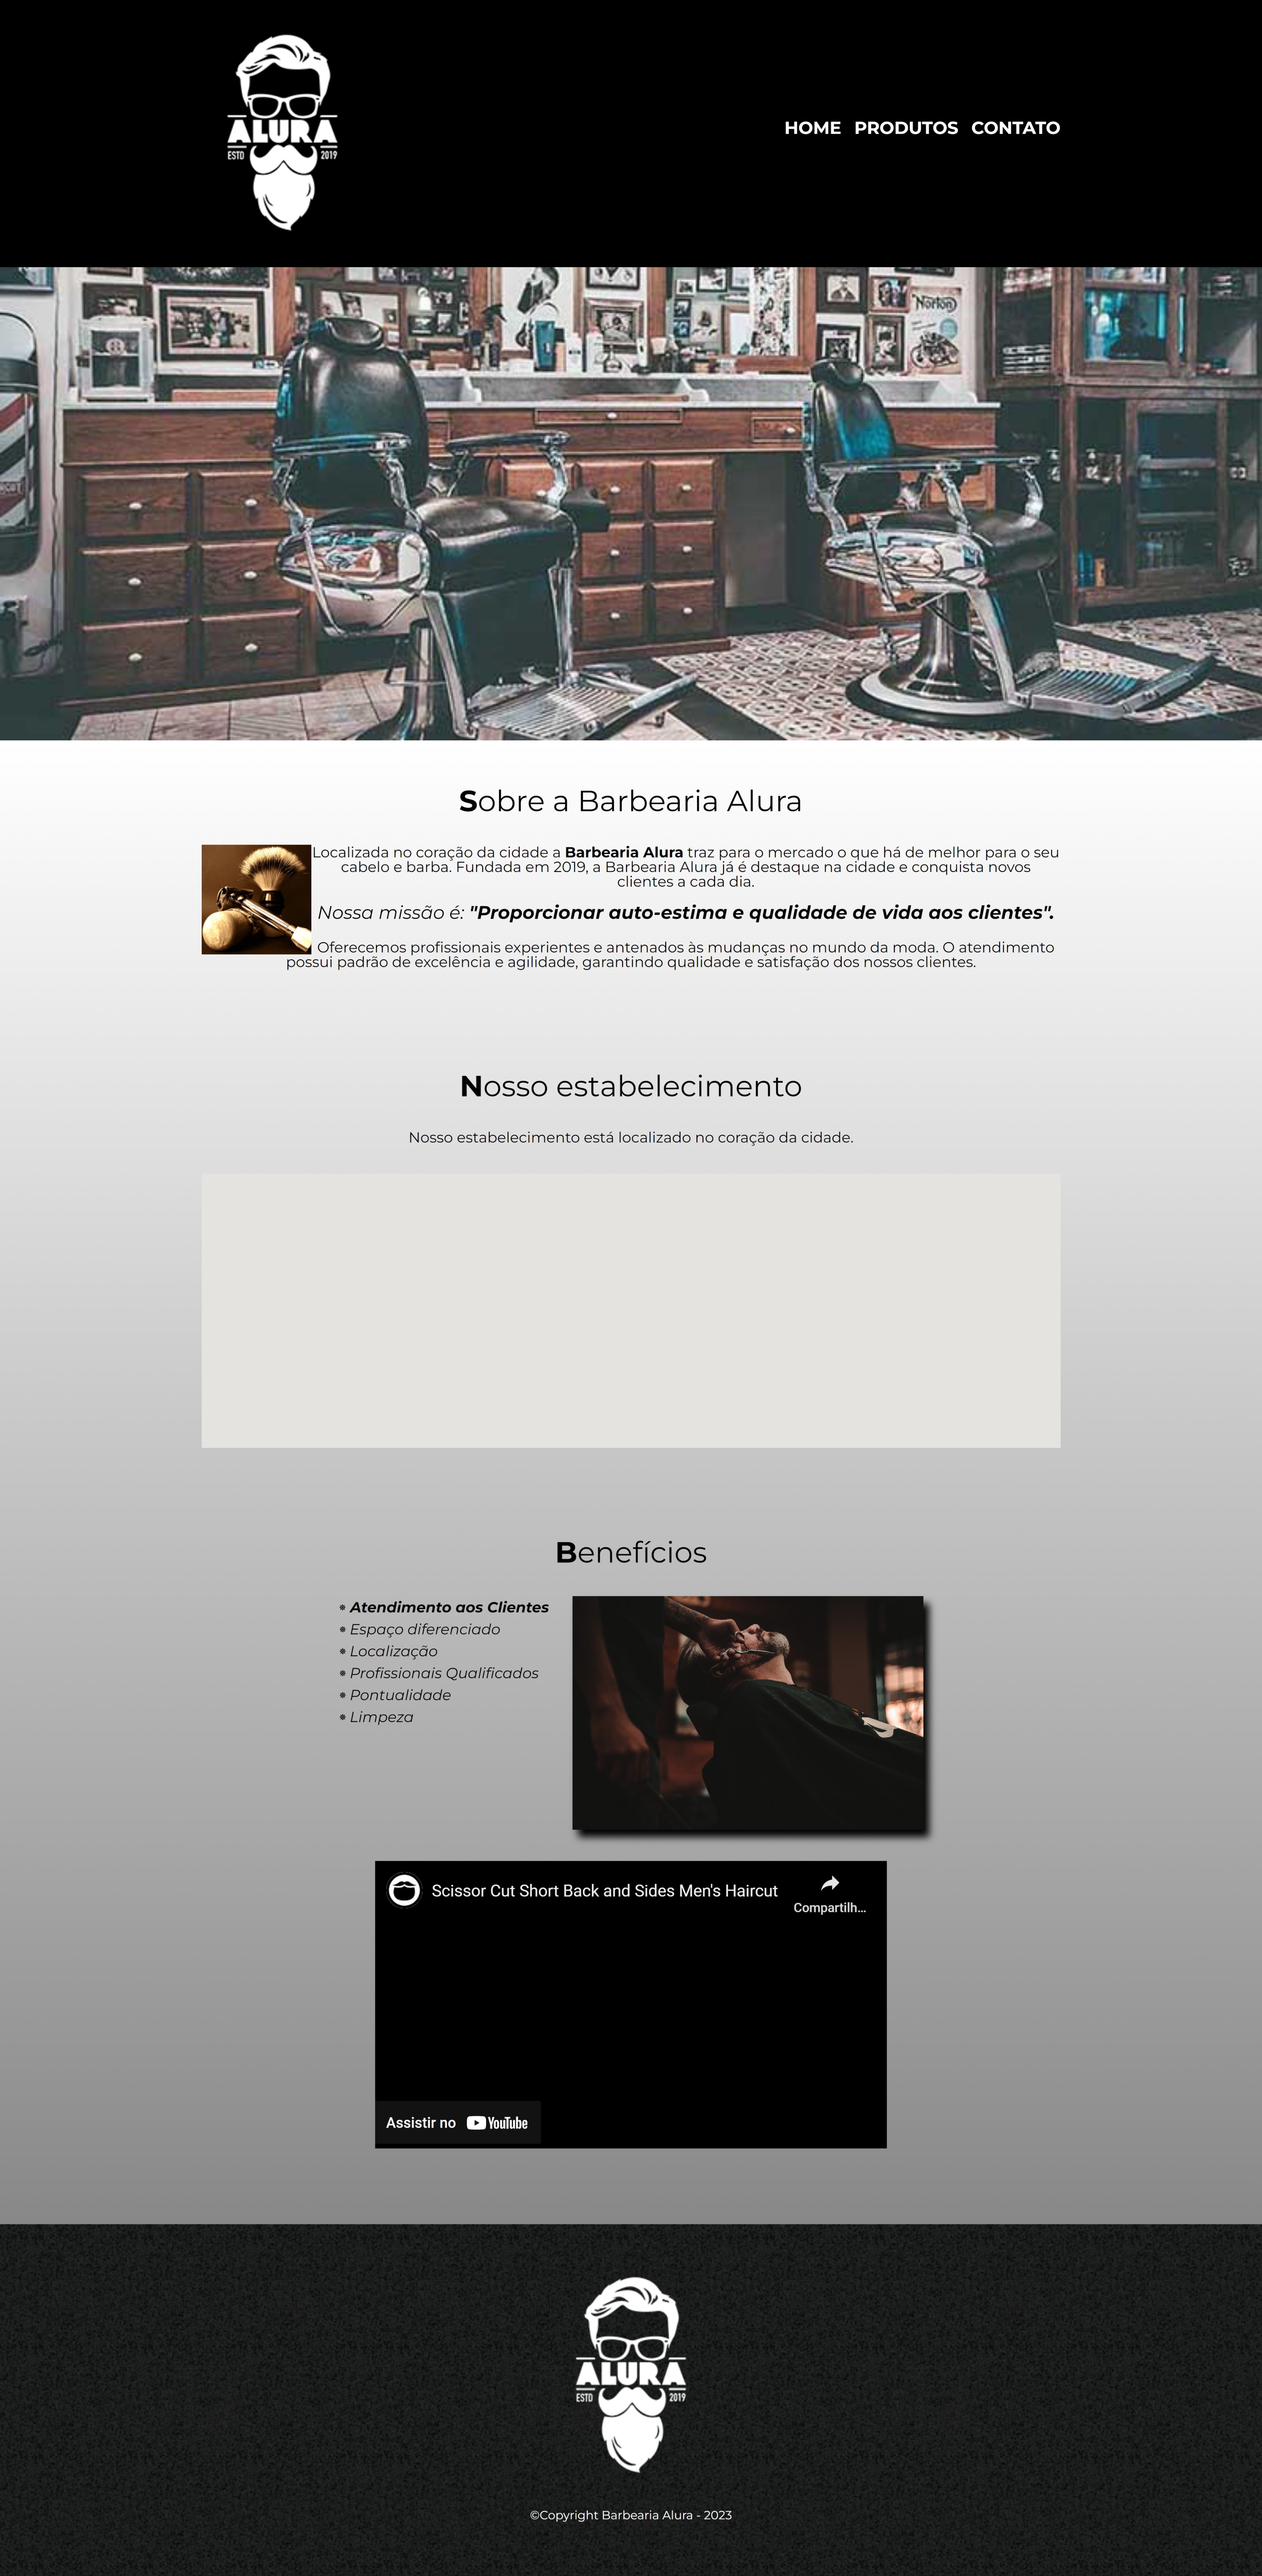 ALURA
ESTD 2019
HOME PRODUTOS CONTATO
Norton
Sobre a Barbearia Alura
Localizada no coração da cidade a Barbearia Alura traz para o mercado o que há de melhor para o seu
cabelo e barba. Fundada em 2019, a Barbearia Alura já é destaque na cidade e conquista novos
clientes a cada dia.
Nossa missão é: "Proporcionar auto-estima e qualidade de vida aos clientes".
Oferecemos profissionais experientes e antenados às mudanças no mundo da moda. O atendimento
possui padrão de excelência e agilidade, garantindo qualidade e satisfação dos nossos clientes.
Nosso estabelecimento
Nosso estabelecimento está localizado no coração da cidade.
Benefícios
Atendimento aos Clientes
Espaço diferenciado
Localização
Profissionais Qualificados
Pontualidade
Limpeza
Scissor Cut Short Back and Sides Men's Haircut
Compartilh...
Assistir no YouTube
ALURA
ESTD 2019
©Copyright Barbearia Alura - 2023